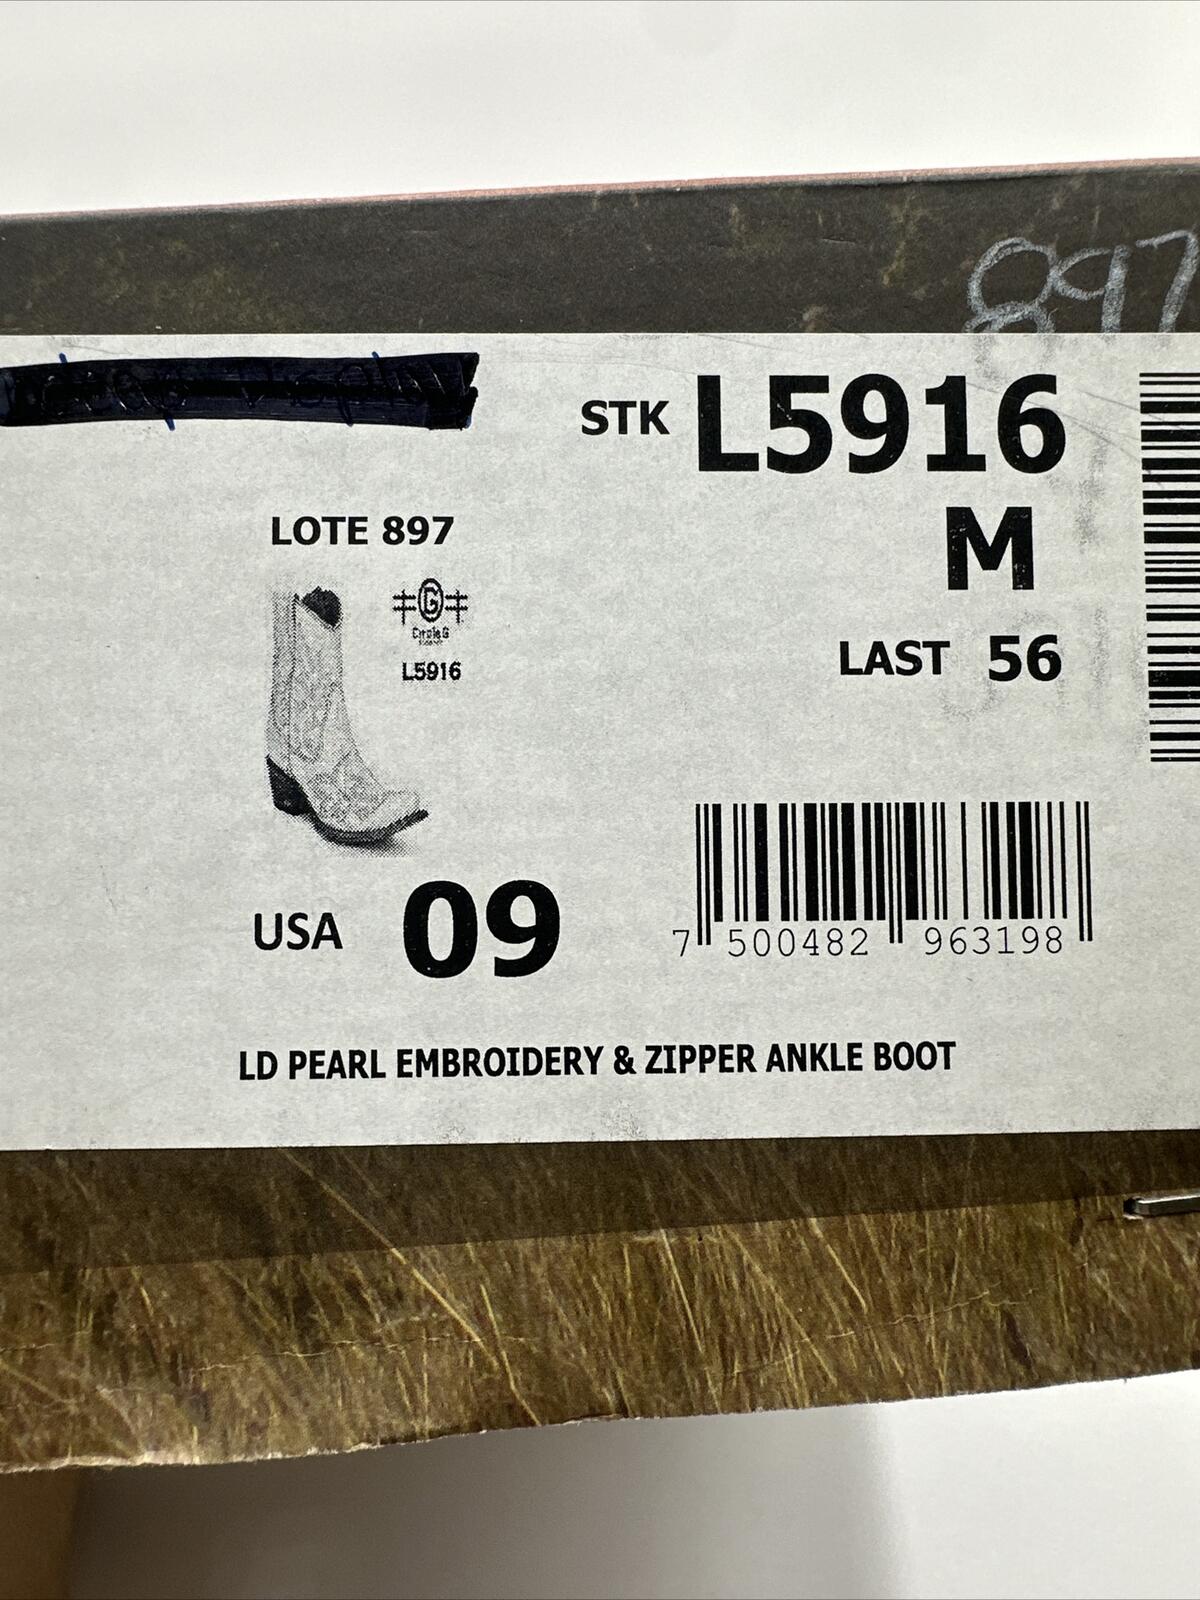 897
STK L5916
M
LOTE 897
G
Circle G
L5916
LAST 56
USA 09
7 500482 963198
LD PEARL EMBROIDERY & ZIPPER ANKLE BOOT